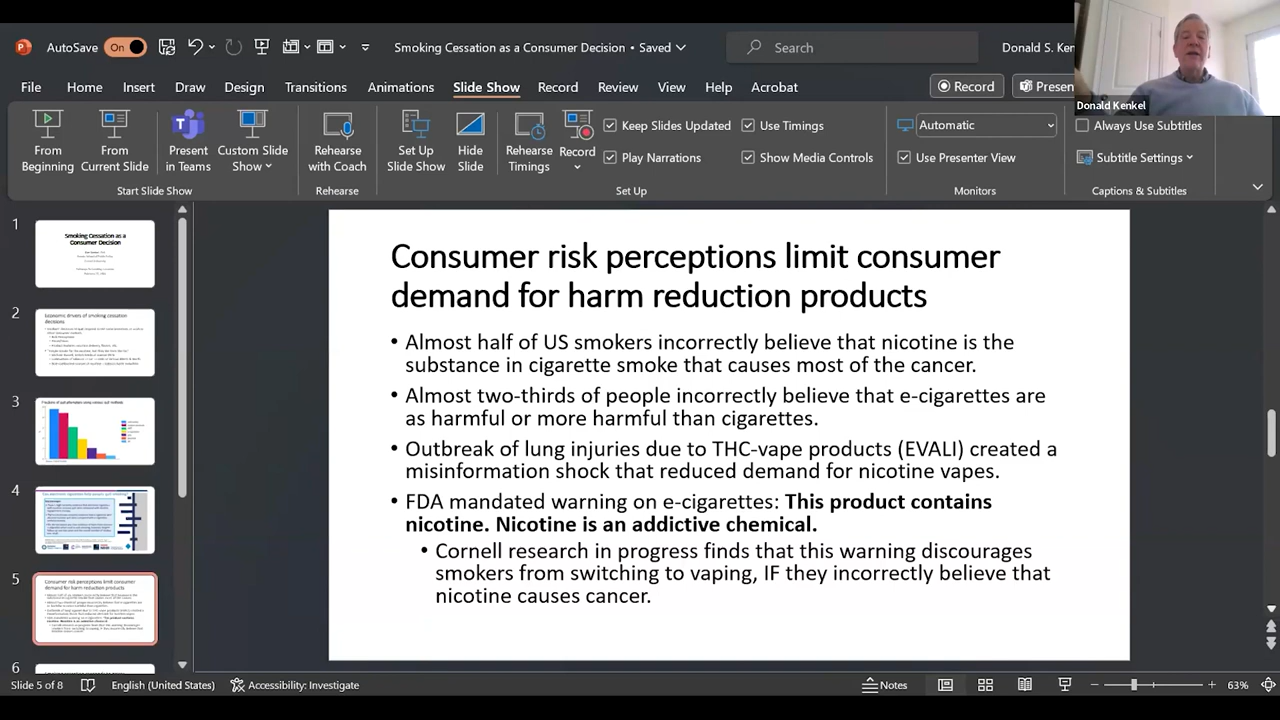 AutoSave
On
Smoking Cessation as a Consumer Decision • Saved
Search
Donald S. Ken
Donald Kenkel
File
Home
Insert
Draw
Design
Transitions
Animations
Slide Show
Record
Review
View
Help
Acrobat
Record
Presen
From
Beginning
From
Current Slide
Present
in Teams
Custom Slide
Show
Start Slide Show
Rehearse
with Coach
Rehearse
Set Up
Slide Show
Hide
Slide
Rehearse
Timings
Record
Keep Slides Updated
Play Narrations
Use Timings
Show Media Controls
Set Up
Automatic
Use Presenter View
Monitors
Always Use Subtitles
Subtitle Settings
Captions & Subtitles
1
Smoking Cessation as a
Consumer Decision
2
Economic drivers of smoking cessation
decisions
3
4
5
Consumer risk perceptions limit consumer
demand for harm reduction products
6
Consumer risk perceptions limit consumer
demand for harm reduction products
• Almost half of US smokers incorrectly believe that nicotine is the
substance in cigarette smoke that causes most of the cancer.
• Almost two-thirds of people incorrectly believe that e-cigarettes are
as harmful or more harmful than cigarettes.
• Outbreak of lung injuries due to THC-vape products (EVALI) created a
misinformation shock that reduced demand for nicotine vapes.
• FDA mandated warning on e-cigarettes: This product contains
nicotine. Nicotine is an addictive chemical.
• Cornell research in progress finds that this warning discourages
smokers from switching to vaping IF they incorrectly believe that
nicotine causes cancer.
Slide 5 of 8
English (United States)
Accessibility: Investigate
Notes
63%